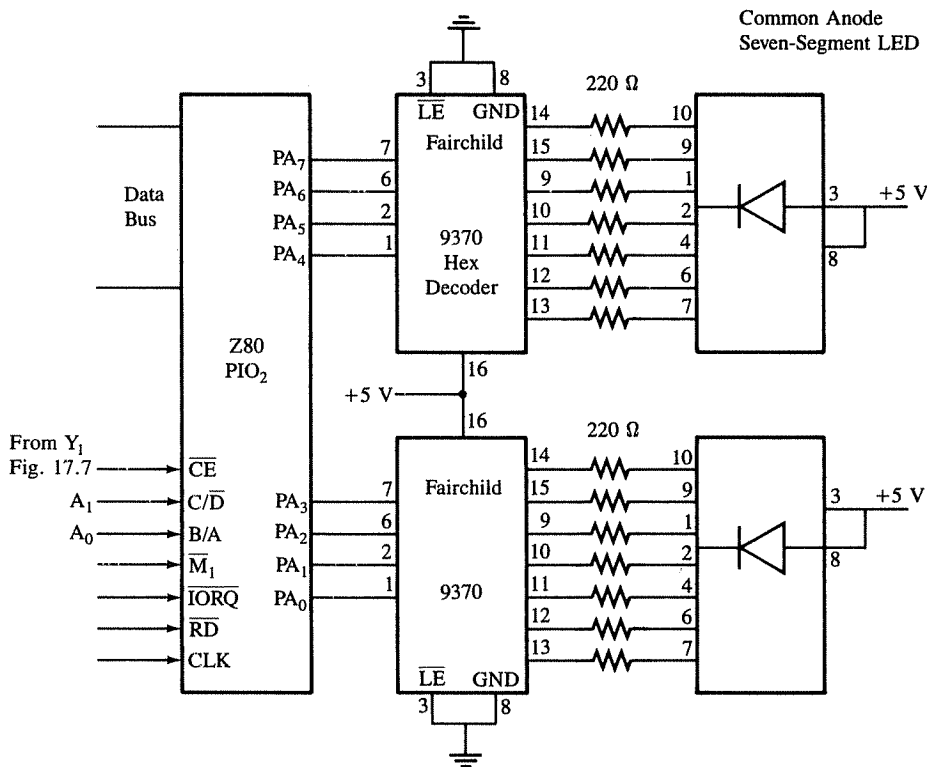 Common Anode
Seven-Segment LED
3 8
220 Ω
LE GND
Fairchild
9370
Hex
Decoder
14 10
15 9
9 1
10 2
11 4
12 6
13 7
3
+5 V
8
PA7 7
PA6 6
PA5 2
PA4 1
Data
Bus
Z80
PIO2
16
+5 V
16
220 Ω
From Y1
Fig. 17.7
CE
A1 C/D
A0 B/A
M1
IORQ
RD
CLK
PA3 7
PA2 6
PA1 2
PA0 1
Fairchild
9370
14 10
15 9
9 1
10 2
11 4
12 6
13 7
3
+5 V
8
LE GND
3 8